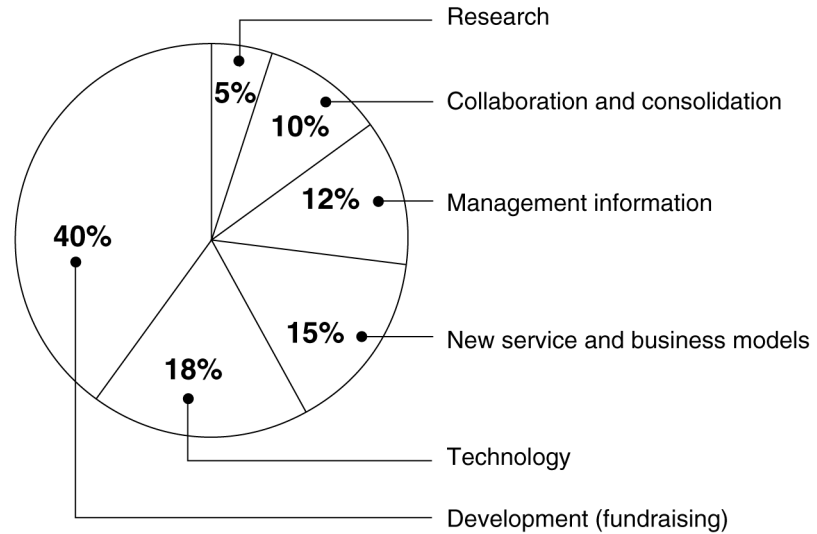 Research
5%
Collaboration and consolidation
10%
12%
Management information
40%
15%
New service and business models
18%
Technology
Development (fundraising)